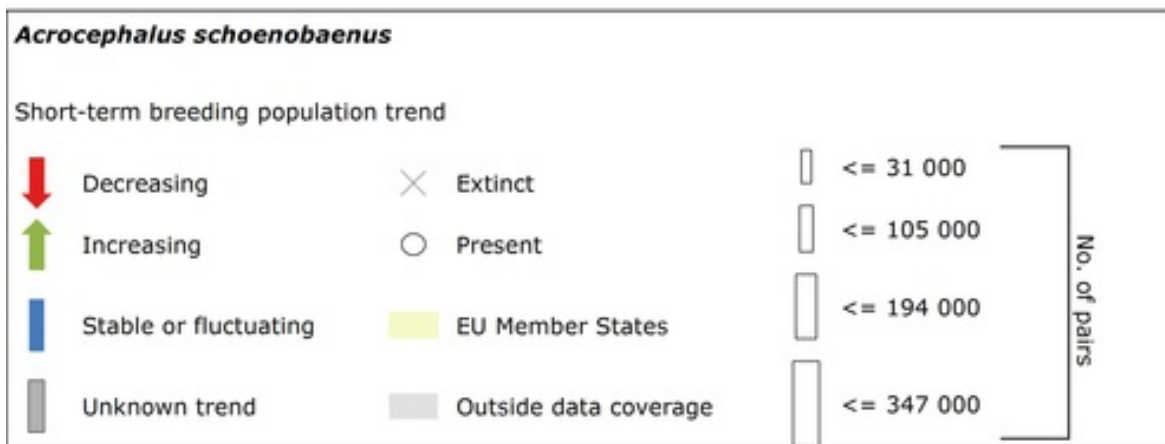 Acrocephalus schoenobaenus
Short-term breeding population trend
Decreasing
Increasing
Stable or fluctuating
Unknown trend
Extinct
Present
EU Member States
Outside data coverage
<= 31 000
<= 105 000
<= 194 000
<= 347 000
No. of pairs